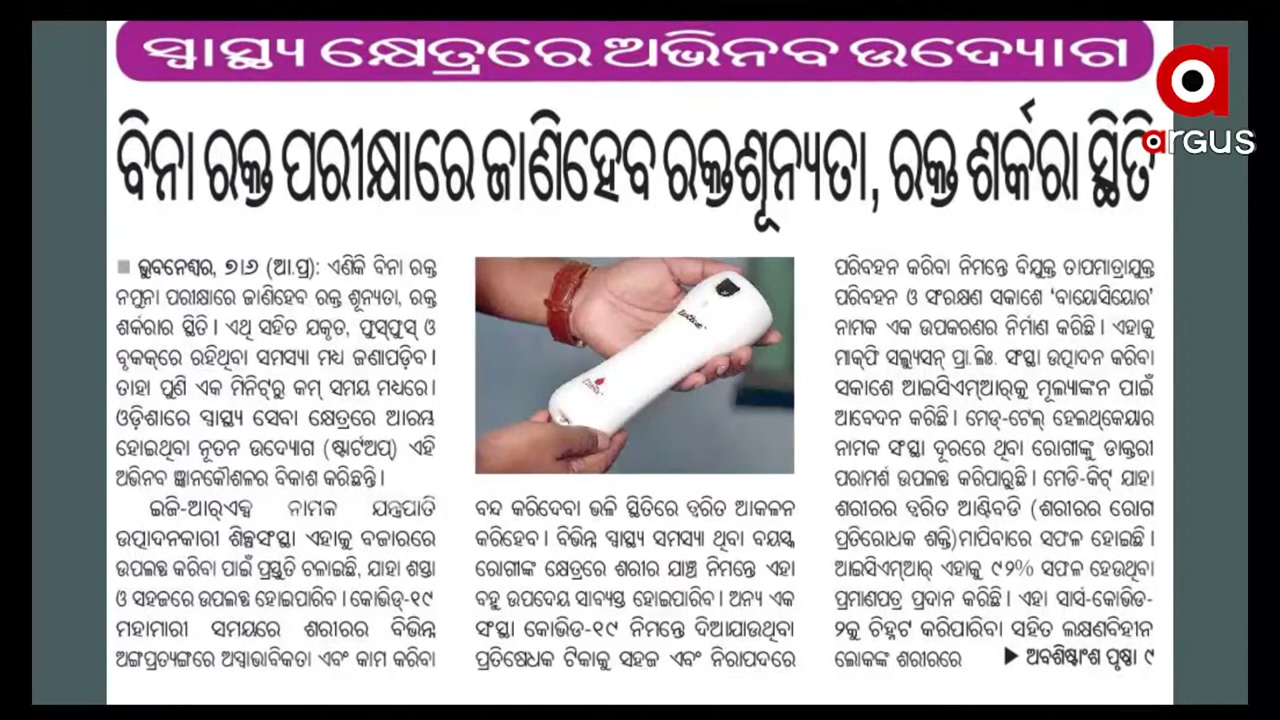 ସ୍ୱାସ୍ଥ୍ୟ କ୍ଷେତ୍ରରେ ଅଭିନବ ଉଦ୍ୟୋଗ
argus
ବିନା ରକ୍ତ ପରୀକ୍ଷାରେ ଜାଣିହେବ ରକ୍ତଶୂନ୍ୟତା, ରକ୍ତ ଶର୍କରା ସ୍ଥିତି
ଭୁବନେଶ୍ୱର, ୭।୬ (ଆ.ପ୍ର): ଏଣିକି ବିନା ରକ୍ତ
ନମୁନା ପରୀକ୍ଷାରେ ଜାଣିହେବ ରକ୍ତ ଶୂନ୍ୟତା, ରକ୍ତ
ଶର୍କରାର ସ୍ଥିତି । ଏଥି ସହିତ ଯକୃତ, ଫୁସ୍‌ଫୁସ୍ ଓ
ବୃକକ୍‌ରେ ରହିଥିବା ସମସ୍ୟା ମଧ୍ୟ ଜଣାପଡ଼ିବ ।
ତାହା ପୁଣି ଏକ ମିନିଟ୍‌ରୁ କମ୍ ସମୟ ମଧ୍ୟରେ ।
ଓଡ଼ିଶାରେ ସ୍ୱାସ୍ଥ୍ୟ ସେବା କ୍ଷେତ୍ରରେ ଆରମ୍ଭ
ହୋଇଥିବା ନୂତନ ଉଦ୍ୟୋଗ (ଷ୍ଟାର୍ଟଅପ୍) ଏହି
ଅଭିନବ ଜ୍ଞାନକୌଶଳର ବିକାଶ କରିଛନ୍ତି ।
ଇଜି-ଆର୍‌ଏକ୍ସ ନାମକ ଯନ୍ତ୍ରପାତି
ଉତ୍ପାଦନକାରୀ ଶିଳ୍ପସଂସ୍ଥା ଏହାକୁ ବଜାରରେ
ଉପଲବ୍ଧ କରିବା ପାଇଁ ପ୍ରସ୍ତୁତି ଚଳାଇଛି, ଯାହା ଶସ୍ତା
ଓ ସହଜରେ ଉପଲବ୍ଧ ହୋଇପାରିବ । କୋଭିଡ୍-୧୯
ମହାମାରୀ ସମୟରେ ଶରୀରର ବିଭିନ୍ନ
ଅଙ୍ଗପ୍ରତ୍ୟଙ୍ଗରେ ଅସ୍ୱାଭାବିକତା ଏବଂ କାମ କରିବା
ବନ୍ଦ କରିଦେବା ଭଳି ସ୍ଥିତିରେ ତ୍ୱରିତ ଆକଳନ
କରିହେବ । ବିଭିନ୍ନ ସ୍ୱାସ୍ଥ୍ୟ ସମସ୍ୟା ଥିବା ବୟସ୍କ
ରୋଗୀଙ୍କ କ୍ଷେତ୍ରରେ ଶରୀର ଯାଞ୍ଚ ନିମନ୍ତେ ଏହା
ବହୁ ଉପଦେୟ ସାବ୍ୟସ୍ତ ହୋଇପାରିବ । ଅନ୍ୟ ଏକ
ସଂସ୍ଥା କୋଭିଡ-୧୯ ନିମନ୍ତେ ଦିଆଯାଉଥିବା
ପ୍ରତିଷେଧକ ଟିକାକୁ ସହଜ ଏବଂ ନିରାପଦରେ
ପରିବହନ କରିବା ନିମନ୍ତେ ବିଯୁକ୍ତ ତାପମାତ୍ରାଯୁକ୍ତ
ପରିବହନ ଓ ସଂରକ୍ଷଣ ସକାଶେ ‘ବାୟୋସିୟୋର’
ନାମକ ଏକ ଉପକରଣର ନିର୍ମାଣ କରିଛି । ଏହାକୁ
ମାକ୍‌ଫି ସଲ୍ୟୁସନ୍ ପ୍ରା.ଲିଃ. ସଂସ୍ଥା ଉତ୍ପାଦନ କରିବା
ସକାଶେ ଆଇସିଏମ୍‌ଆର୍‌କୁ ମୂଲ୍ୟାଙ୍କନ ପାଇଁ
ଆବେଦନ କରିଛି । ମେଡ୍-ଟେଲ୍ ହେଲଥ୍‌କେୟାର
ନାମକ ସଂସ୍ଥା ଦୂରରେ ଥିବା ରୋଗୀଙ୍କୁ ଡାକ୍ତରୀ
ପରାମର୍ଶ ଉପଲବ୍ଧ କରିପାରୁଛି । ମେଡି-କିଟ୍ ଯାହା
ଶରୀରର ତ୍ୱରିତ ଆଣ୍ଟିବଡି (ଶରୀରର ରୋଗ
ପ୍ରତିରୋଧକ ଶକ୍ତି) ମାପିବାରେ ସଫଳ ହୋଇଛି ।
ଆଇସିଏମ୍‌ଆର୍ ଏହାକୁ ୯୨% ସଫଳ ହେଉଥିବା
ପ୍ରମାଣପତ୍ର ପ୍ରଦାନ କରିଛି । ଏହା ସାର୍ସ-କୋଭିଡ-
୨କୁ ଚିହ୍ନଟ କରିପାରିବା ସହିତ ଲକ୍ଷଣବିହୀନ
ଲୋକଙ୍କ ଶରୀରରେ ▶ ଅବଶିଷ୍ଟାଂଶ ପୃଷ୍ଠା ୯